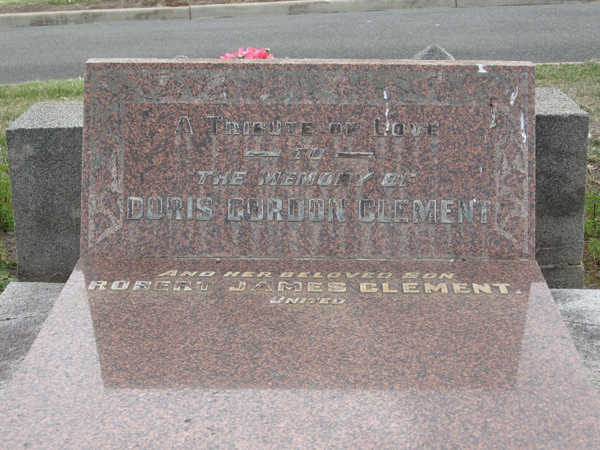 A TRIBUTE OF LOVE
TO
THE MEMORY OF
DORIS GORDON CLEMENT
AND HER BELOVED SON
ROBERT JAMES CLEMENT.
UNITED